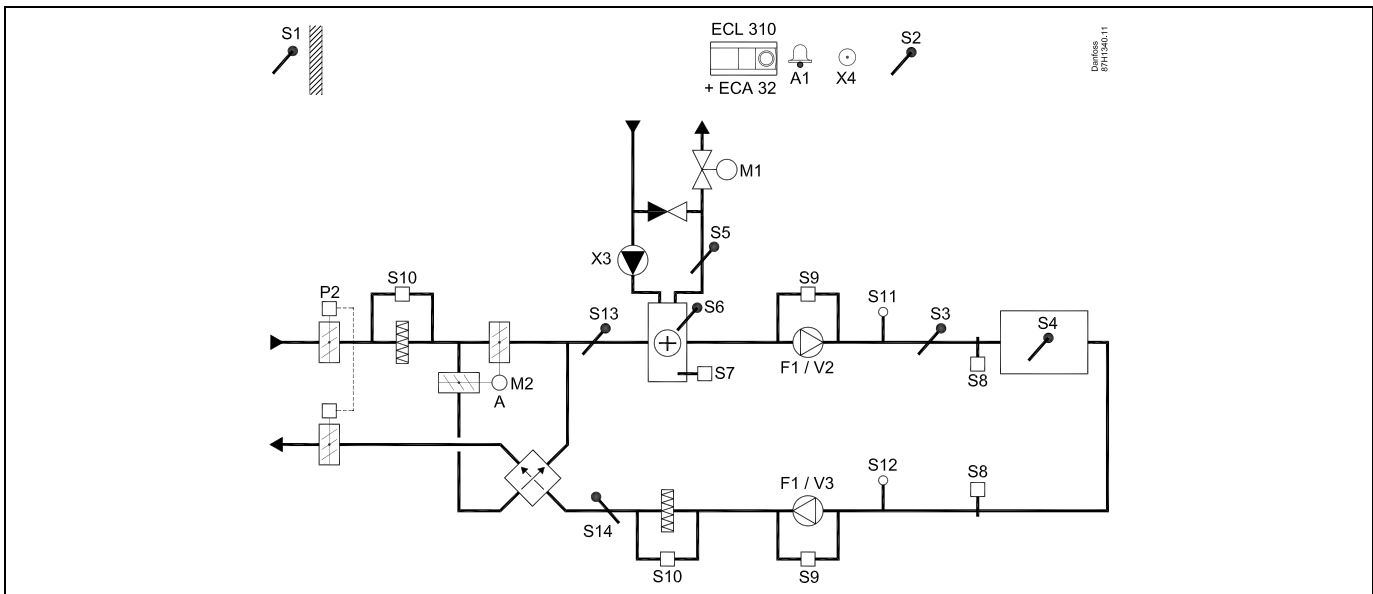 S1
ECL 310
+ ECA 32
A1
X4
S2
Danfoss
87H1340.11
M1
S5
X3
P2
S10
S13
S6
S7
S9
F1 / V2
S11
S3
S8
S4
M2
A
S14
S10
F1 / V3
S9
S12
S8